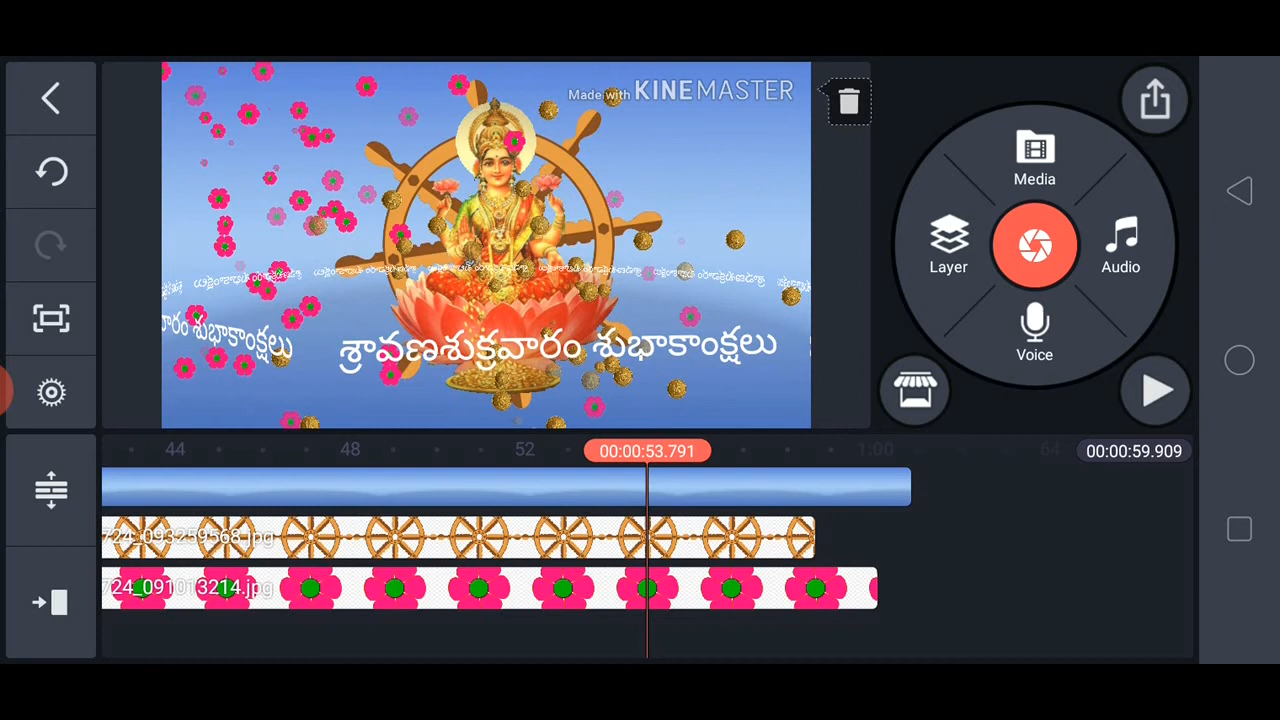 Made with KINEMASTER
వారం శుభాకాంక్షలు
శ్రావణశుక్రవారం శుభాకాంక్షలు
Media
Layer
Audio
Voice
44
48
52
00:00:53.791
1:00
64
00:00:59.909
724_093259568.jpg
724_091013214.jpg